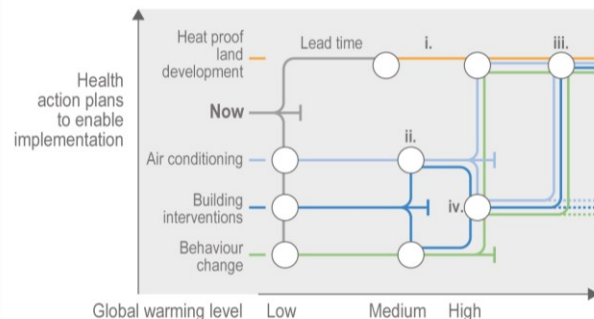 Health
action plans
to enable
implementation
Heat proof
land
development
Lead time
i.
iii.
Now
Air conditioning
ii.
Building
interventions
iv.
Behaviour
change
Global warming level
Low
Medium
High